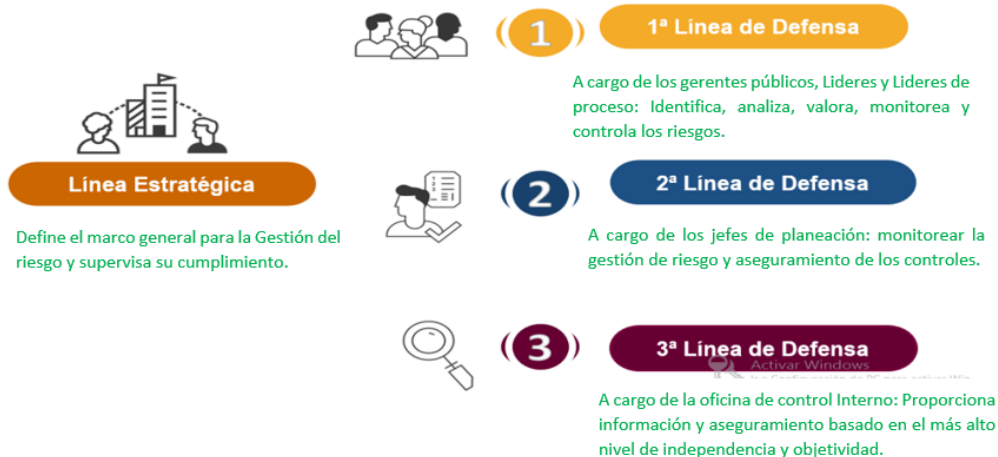 Línea Estratégica
Define el marco general para la Gestión del
riesgo y supervisa su cumplimiento.
1
1ª Línea de Defensa
A cargo de los gerentes públicos, Lideres y Lideres de
proceso: Identifica, analiza, valora, monitorea y
controla los riesgos.
2
2ª Línea de Defensa
A cargo de los jefes de planeación: monitorear la
gestión de riesgo y aseguramiento de los controles.
3
3ª Línea de Defensa
Activar Windows
A cargo de la oficina de control Interno: Proporciona
información y aseguramiento basado en el más alto
nivel de independencia y objetividad.